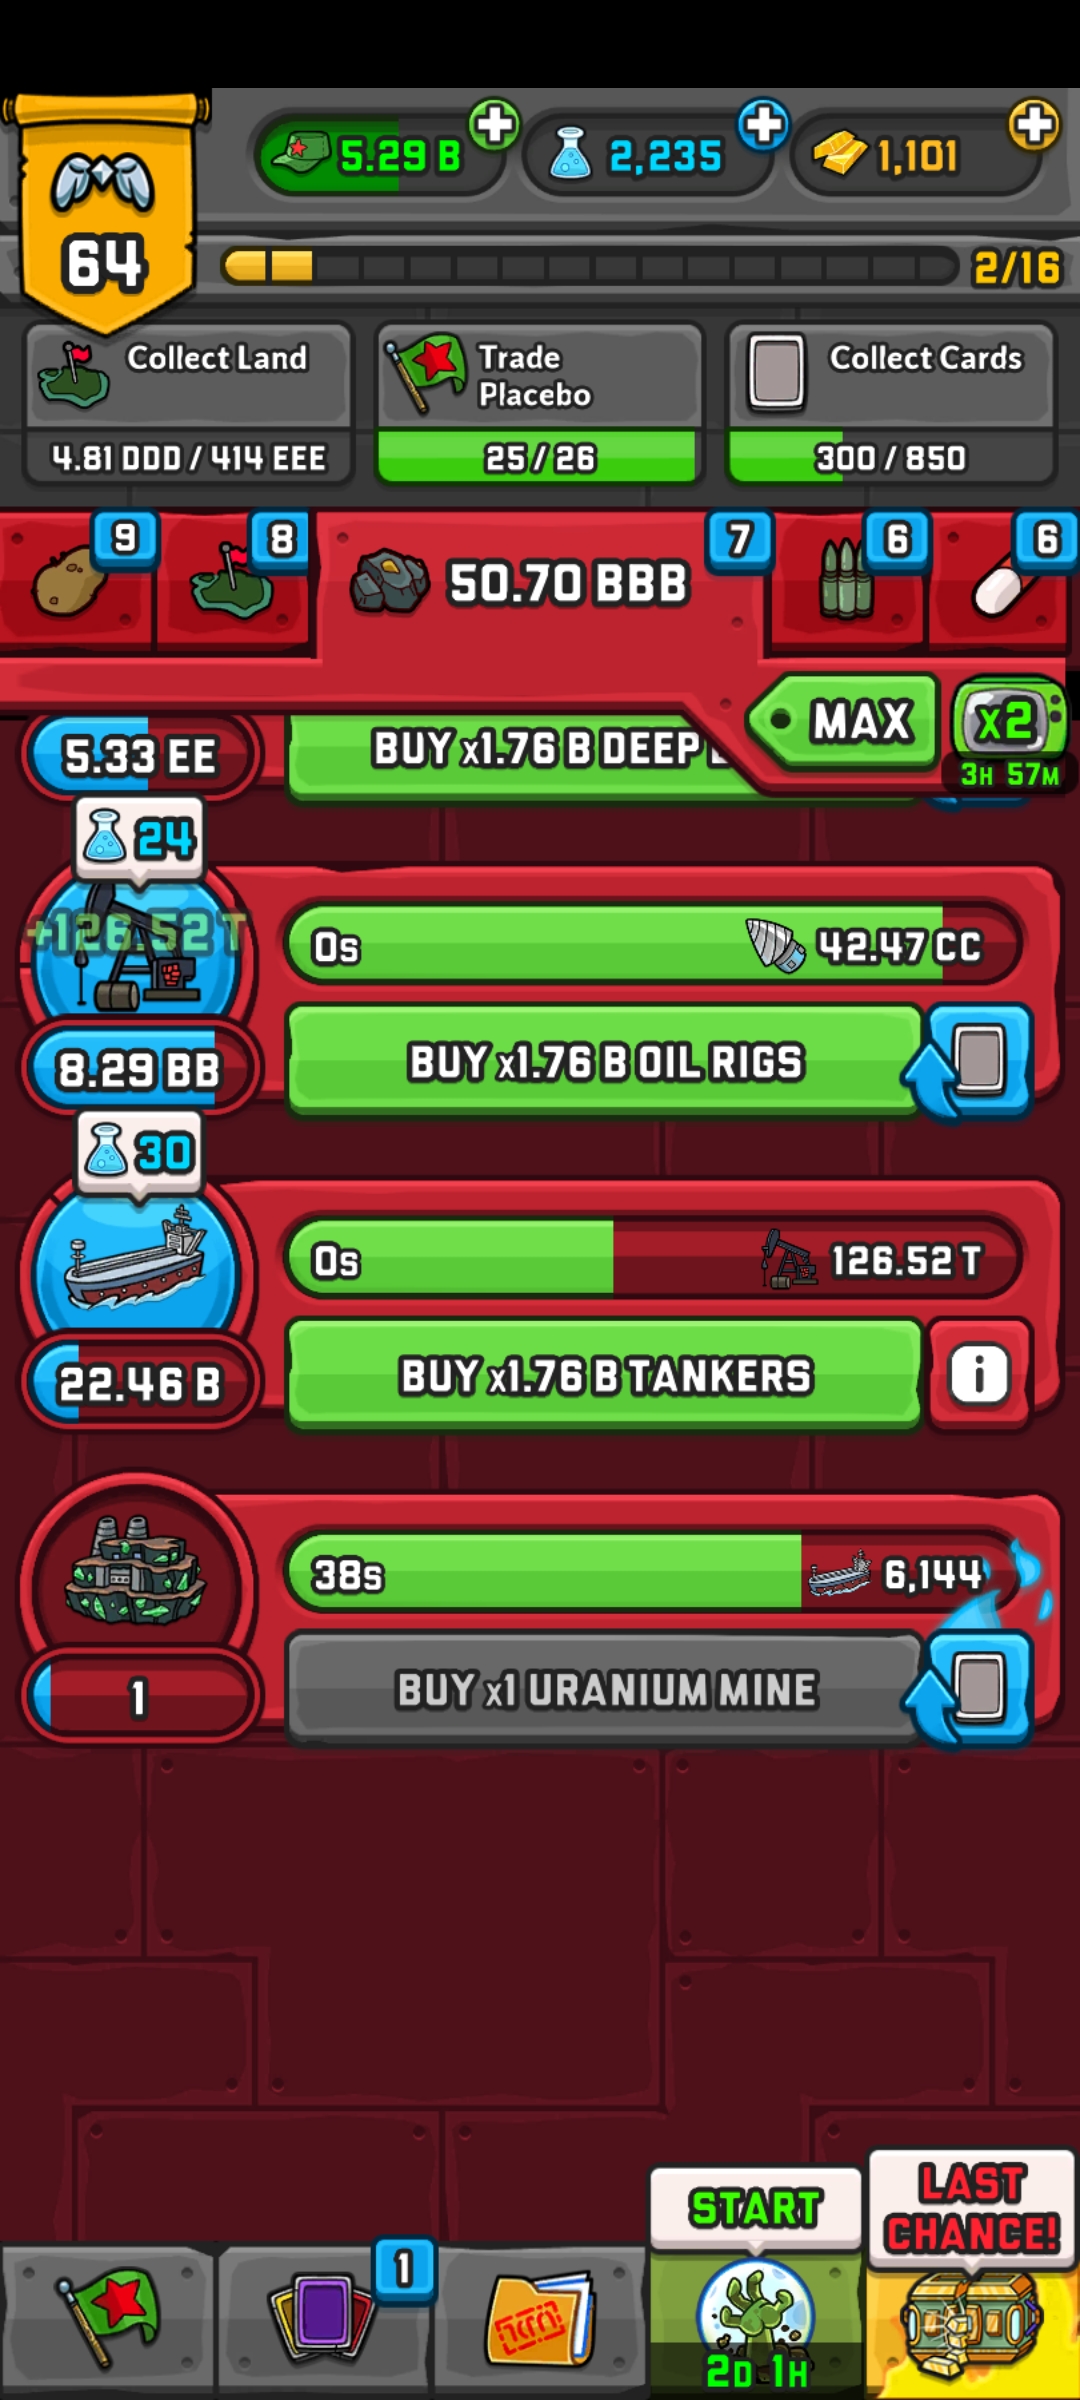 5.29 B
2,235
1,101
64
2/16
Collect Land
4.81 DDD / 414 EEE
Trade
Placebo
25 / 26
Collect Cards
300 / 850
9
8
50.70 BBB
7
6
6
MAX
x2
3H 57M
5.33 EE
BUY x1.76 B DEEP
24
+126.52 T
0s
42.47 CC
8.29 BB
BUY x1.76 B OIL RIGS
30
0s
126.52 T
22.46 B
BUY x1.76 B TANKERS
i
38s
6,144
1
BUY x1 URANIUM MINE
START
LAST
CHANCE!
1
2D 1H